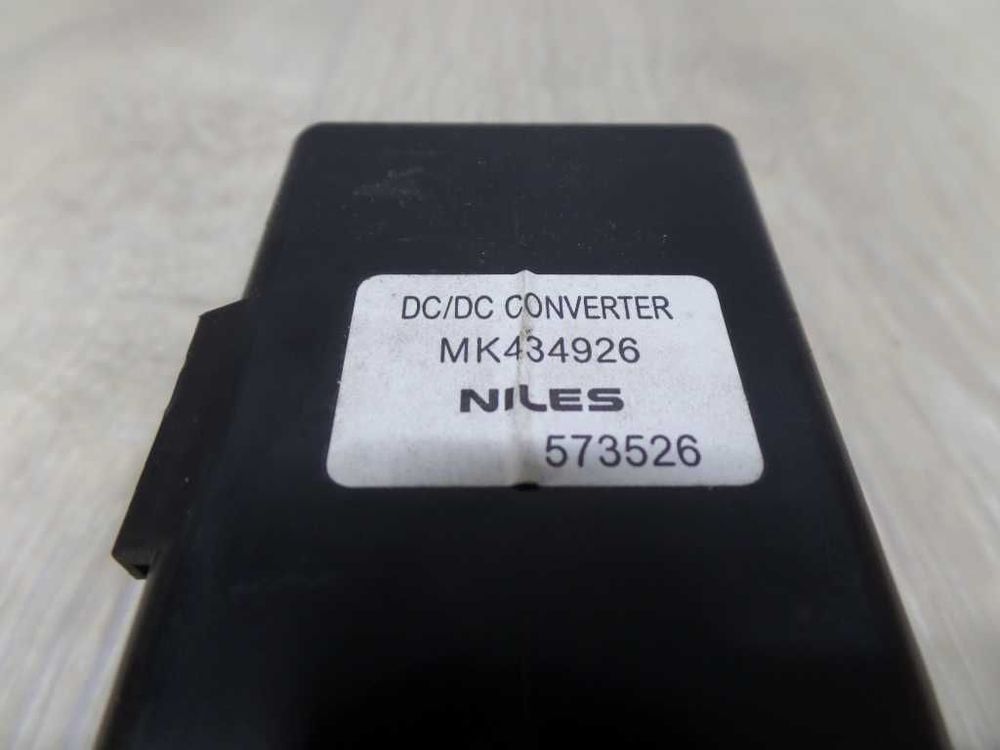 DC/DC CONVERTER
MK434926
NILES
573526